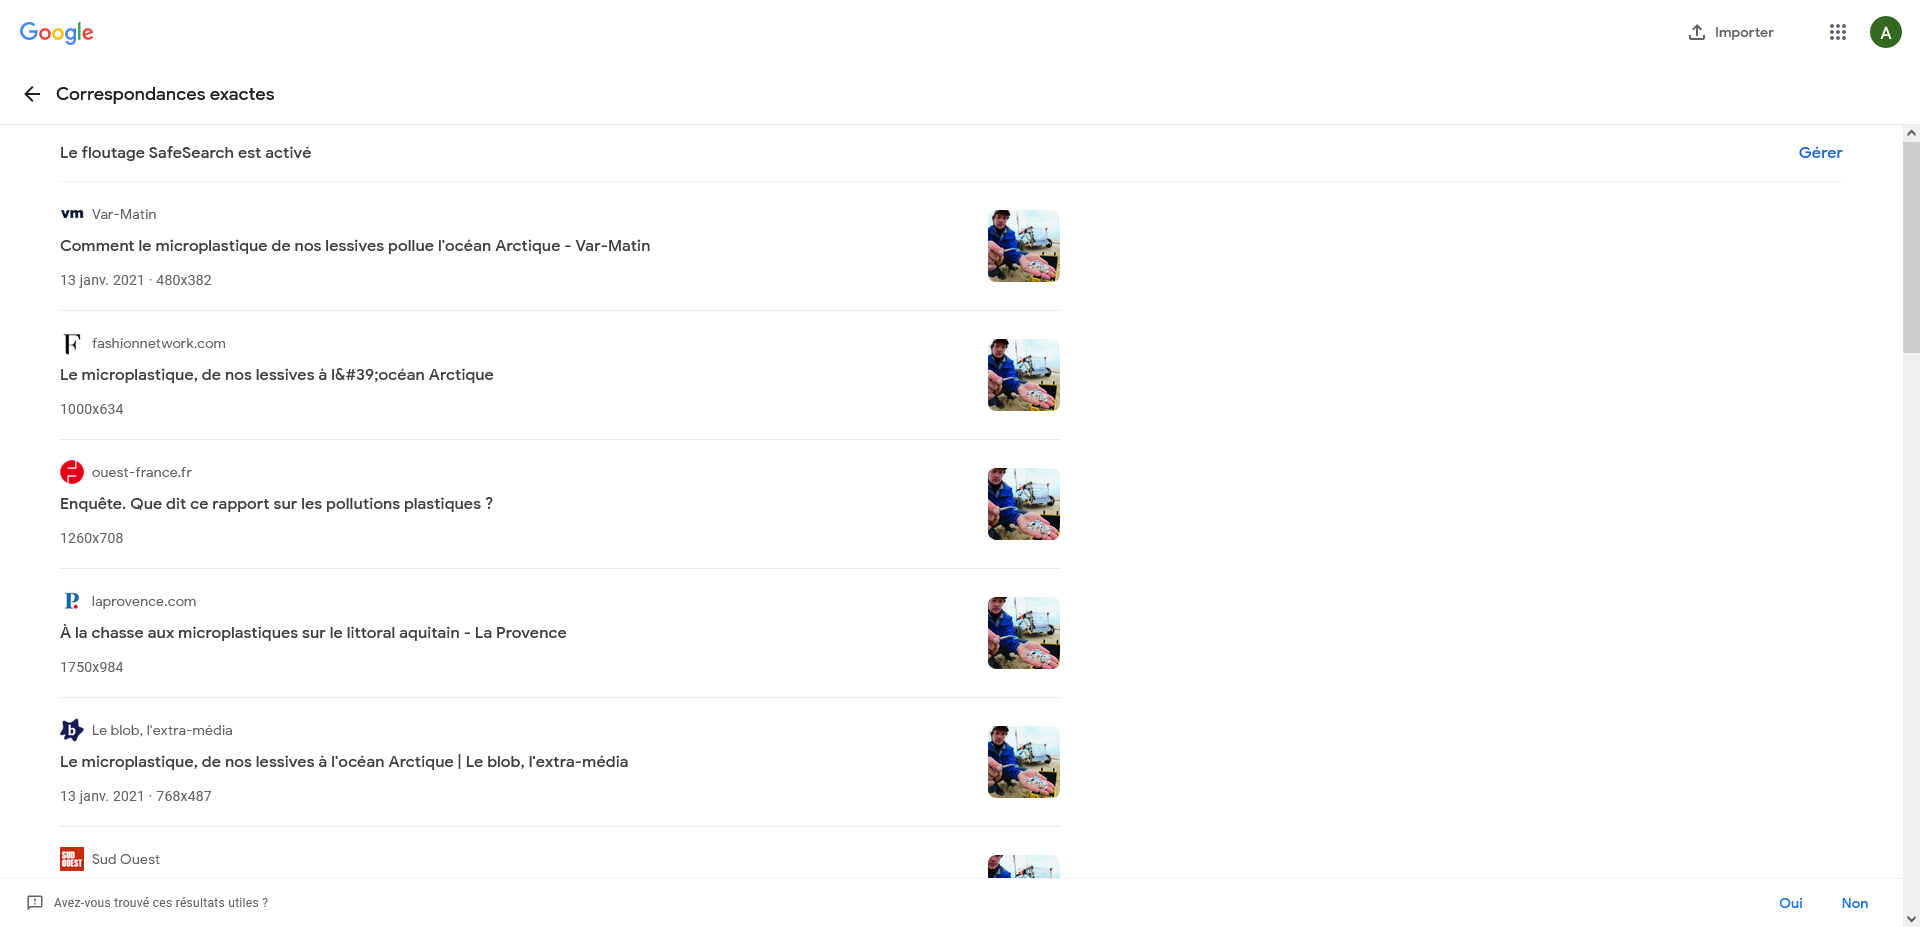 Google
Importer
A
Correspondances exactes
Le floutage SafeSearch est activé
Gérer
vm Var-Matin
Comment le microplastique de nos lessives pollue l'océan Arctique - Var-Matin
13 janv. 2021 · 480x382
F fashionnetwork.com
Le microplastique, de nos lessives à l&#39;océan Arctique
1000x634
ouest-france.fr
Enquête. Que dit ce rapport sur les pollutions plastiques ?
1260x708
P. laprovence.com
À la chasse aux microplastiques sur le littoral aquitain - La Provence
1750x984
b Le blob, l'extra-média
Le microplastique, de nos lessives à l'océan Arctique | Le blob, l'extra-média
13 janv. 2021 · 768x487
SUD OUEST Sud Ouest
Avez-vous trouvé ces résultats utiles ?
Oui
Non